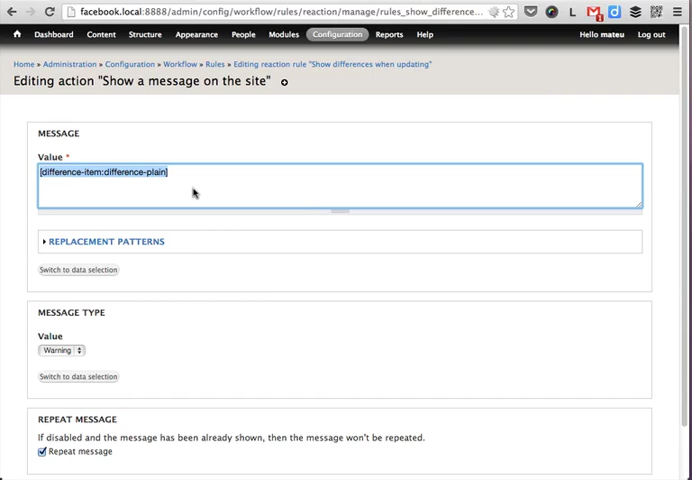 facebook.local:8888/admin/config/workflow/rules/reaction/manage/rules_show_difference...
Dashboard Content Structure Appearance People Modules Configuration Reports Help Hello mateu Log out
Home » Administration » Configuration » Workflow » Rules » Editing reaction rule "Show differences when updating"
Editing action "Show a message on the site"
MESSAGE
Value *
[difference-item:difference-plain]
REPLACEMENT PATTERNS
Switch to data selection
MESSAGE TYPE
Value
Warning
Switch to data selection
REPEAT MESSAGE
If disabled and the message has been already shown, then the message won't be repeated.
Repeat message